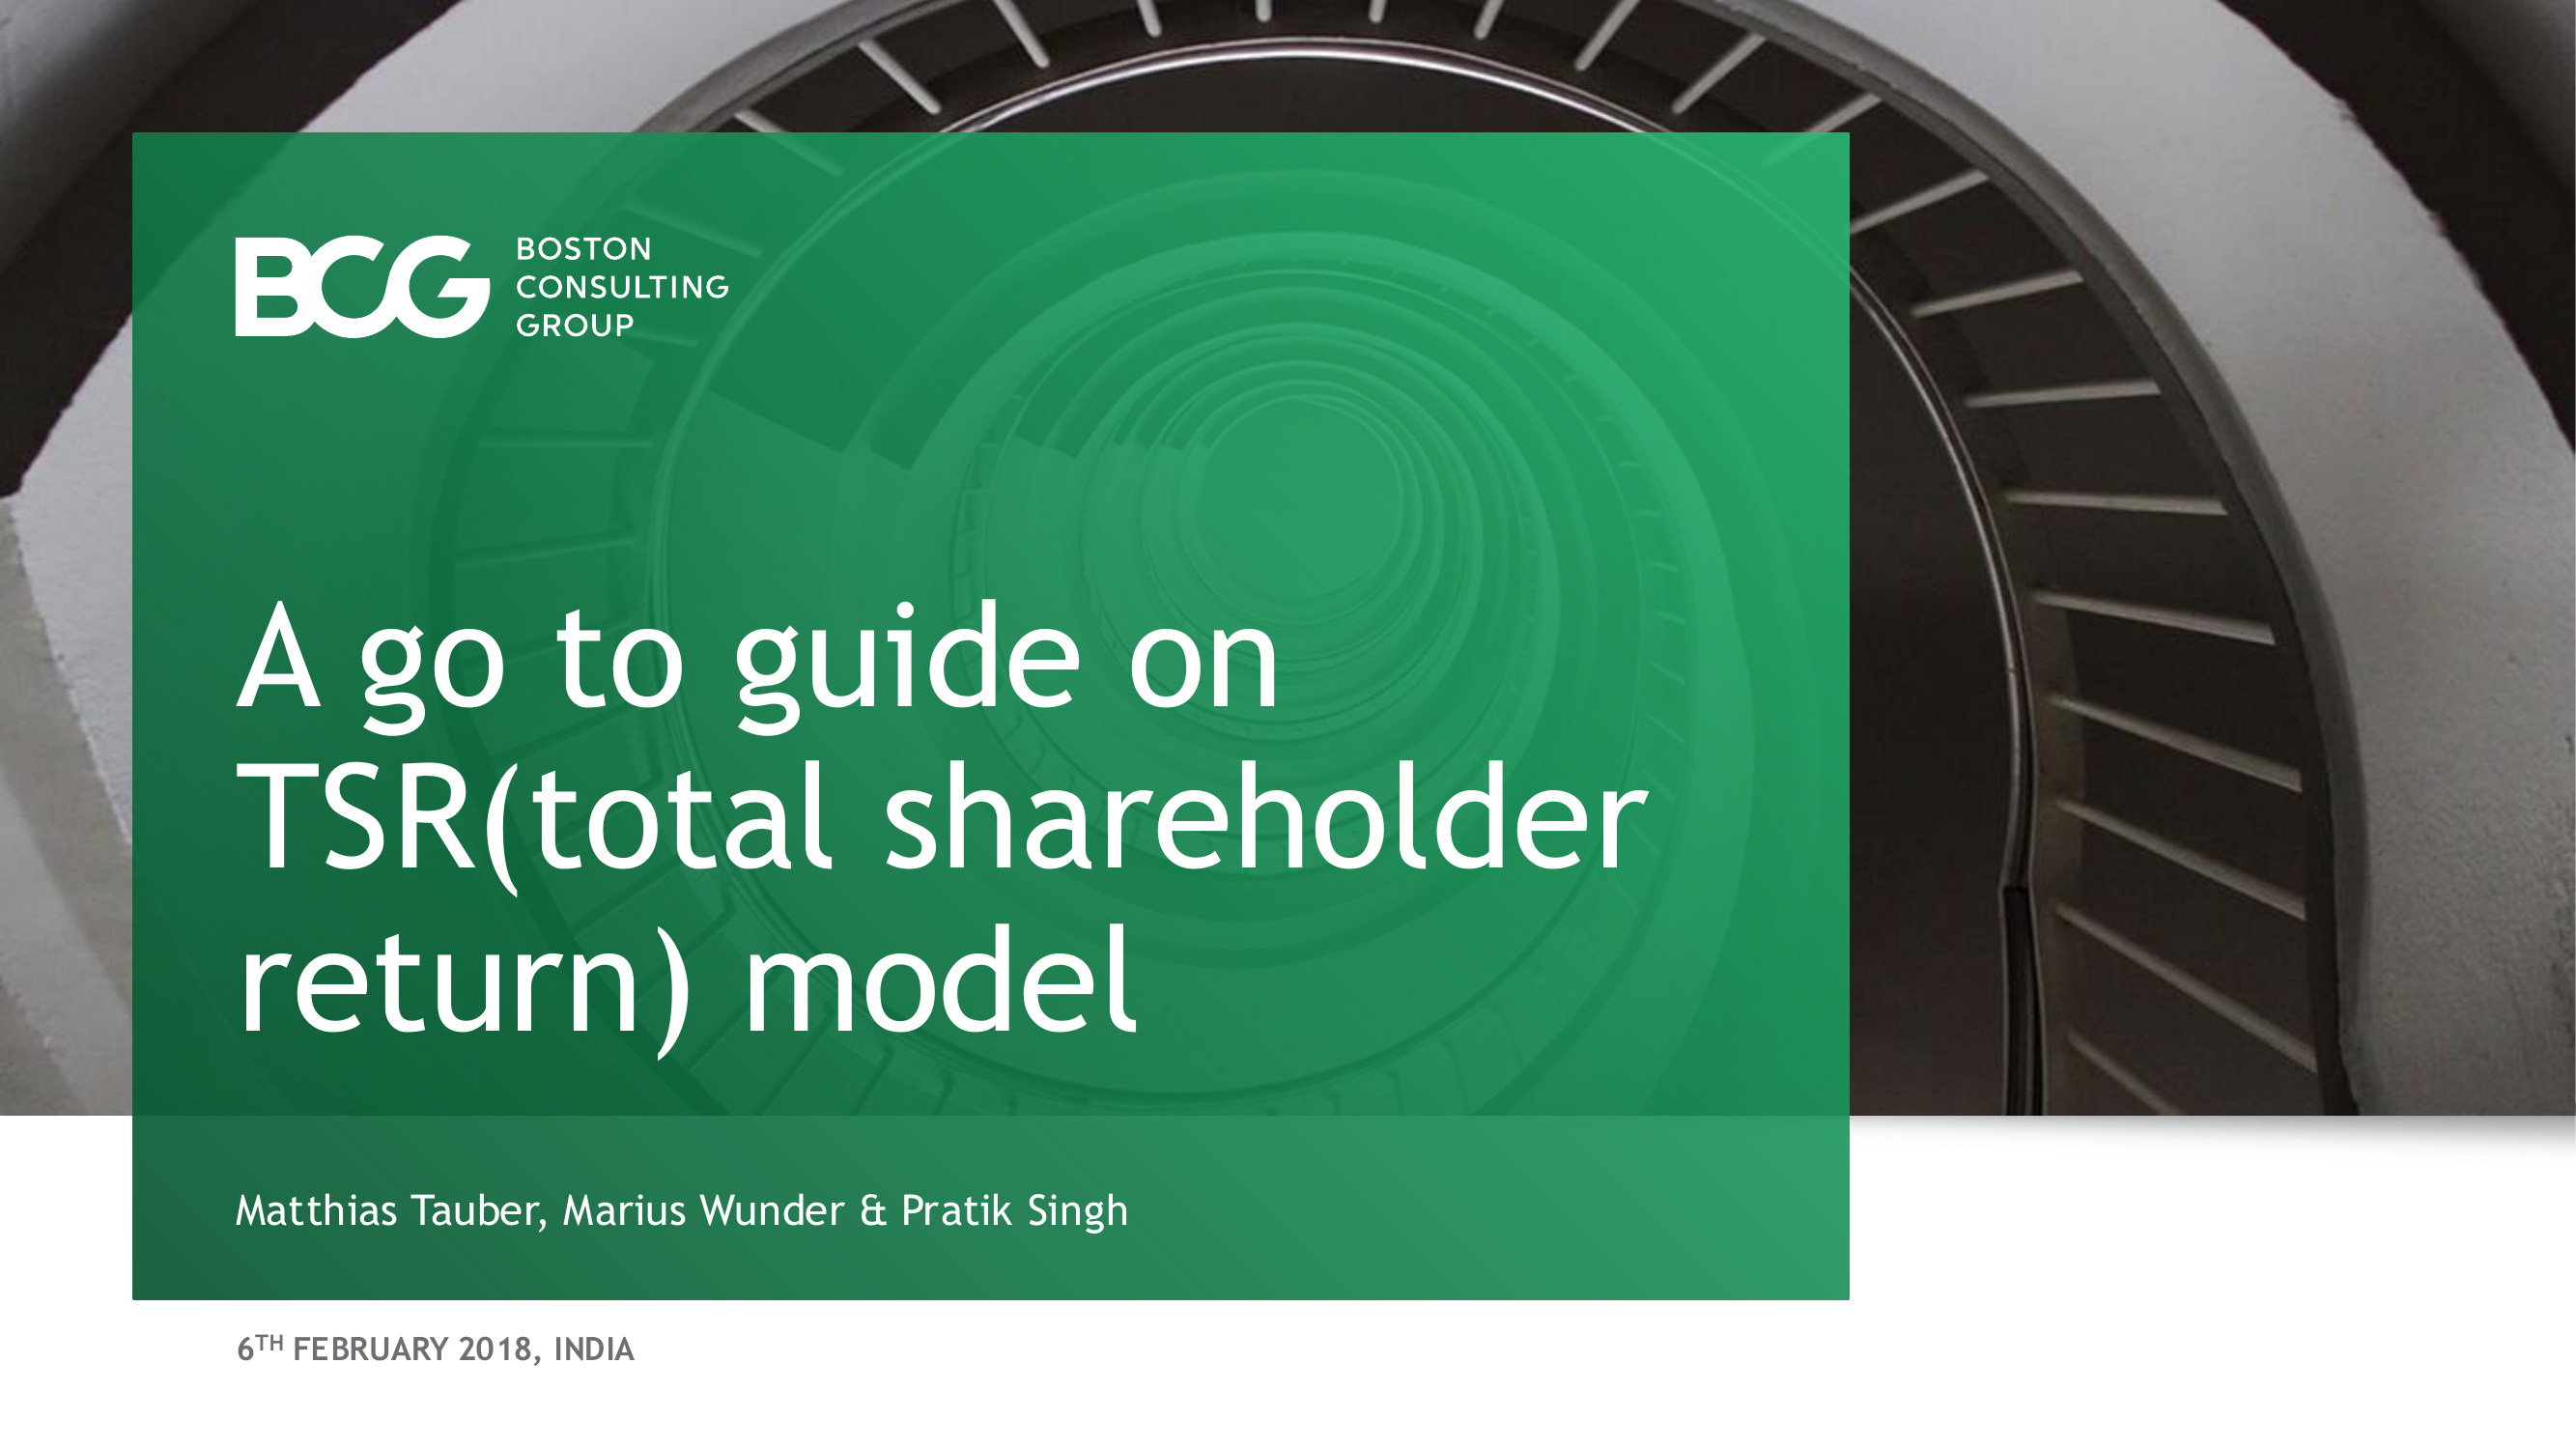 BCG
BOSTON
CONSULTING
GROUP
A go to guide on
TSR(total shareholder
return) model
Matthias Tauber, Marius Wunder & Pratik Singh
6TH FEBRUARY 2018, INDIA